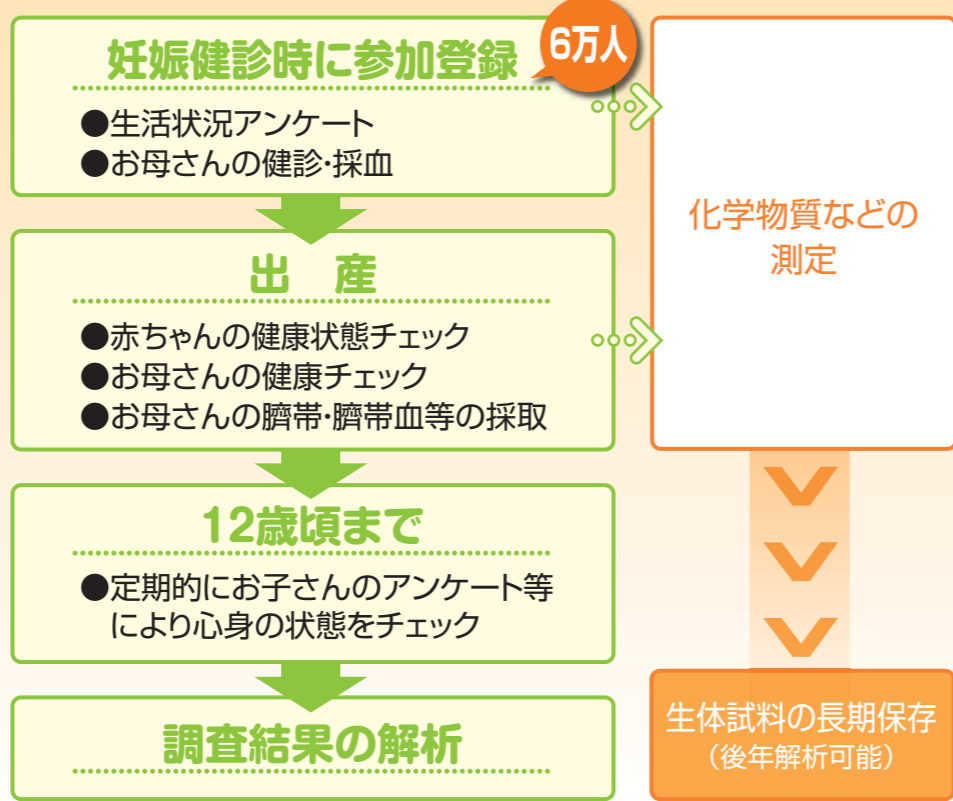 妊娠健診時に参加登録
6万人
●生活状況アンケート
●お母さんの健診・採血
出　産
●赤ちゃんの健康状態チェック
●お母さんの健康チェック
●お母さんの臍帯・臍帯血等の採取
12歳頃まで
●定期的にお子さんのアンケート等
により心身の状態をチェック
調査結果の解析
化学物質などの
測定
生体試料の長期保存
（後年解析可能）